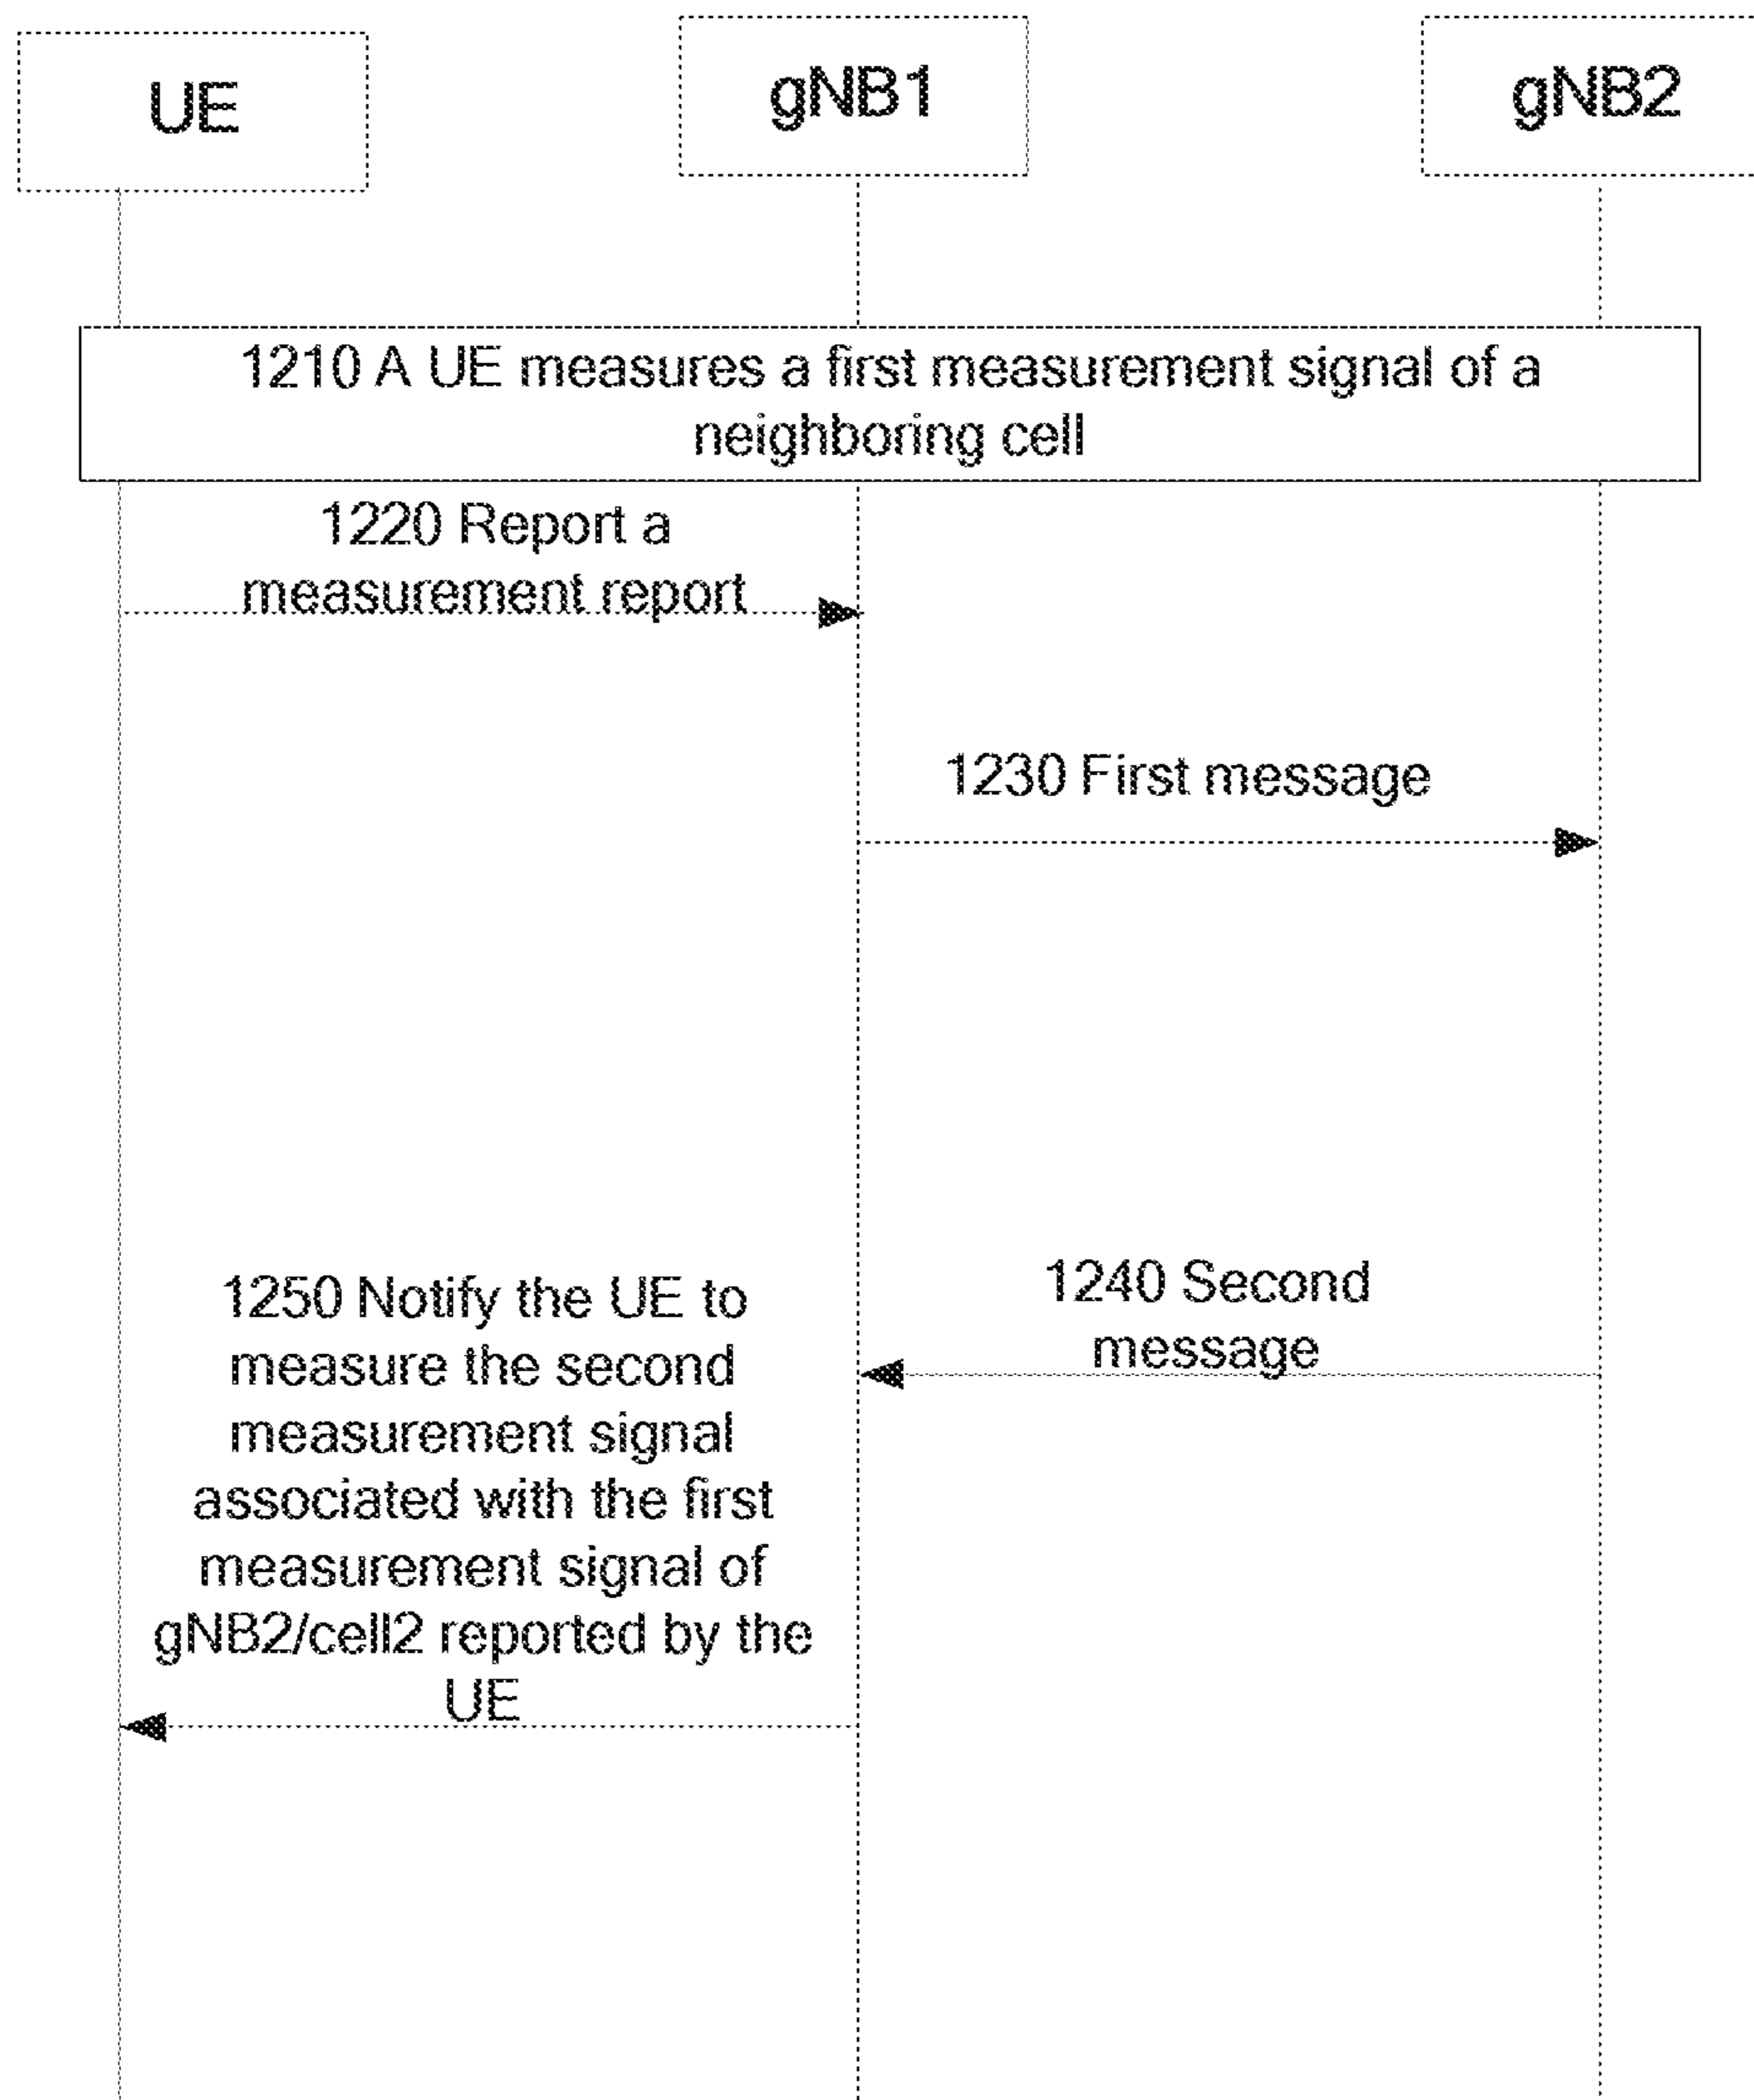 UE
gNB1
gNB2
1210 A UE measures a first measurement signal of a
neighboring cell
1220 Report a
measurement report
1230 First message
1240 Second
message
1250 Notify the UE to
measure the second
measurement signal
associated with the first
measurement signal of
gNB2/cell2 reported by the
UE